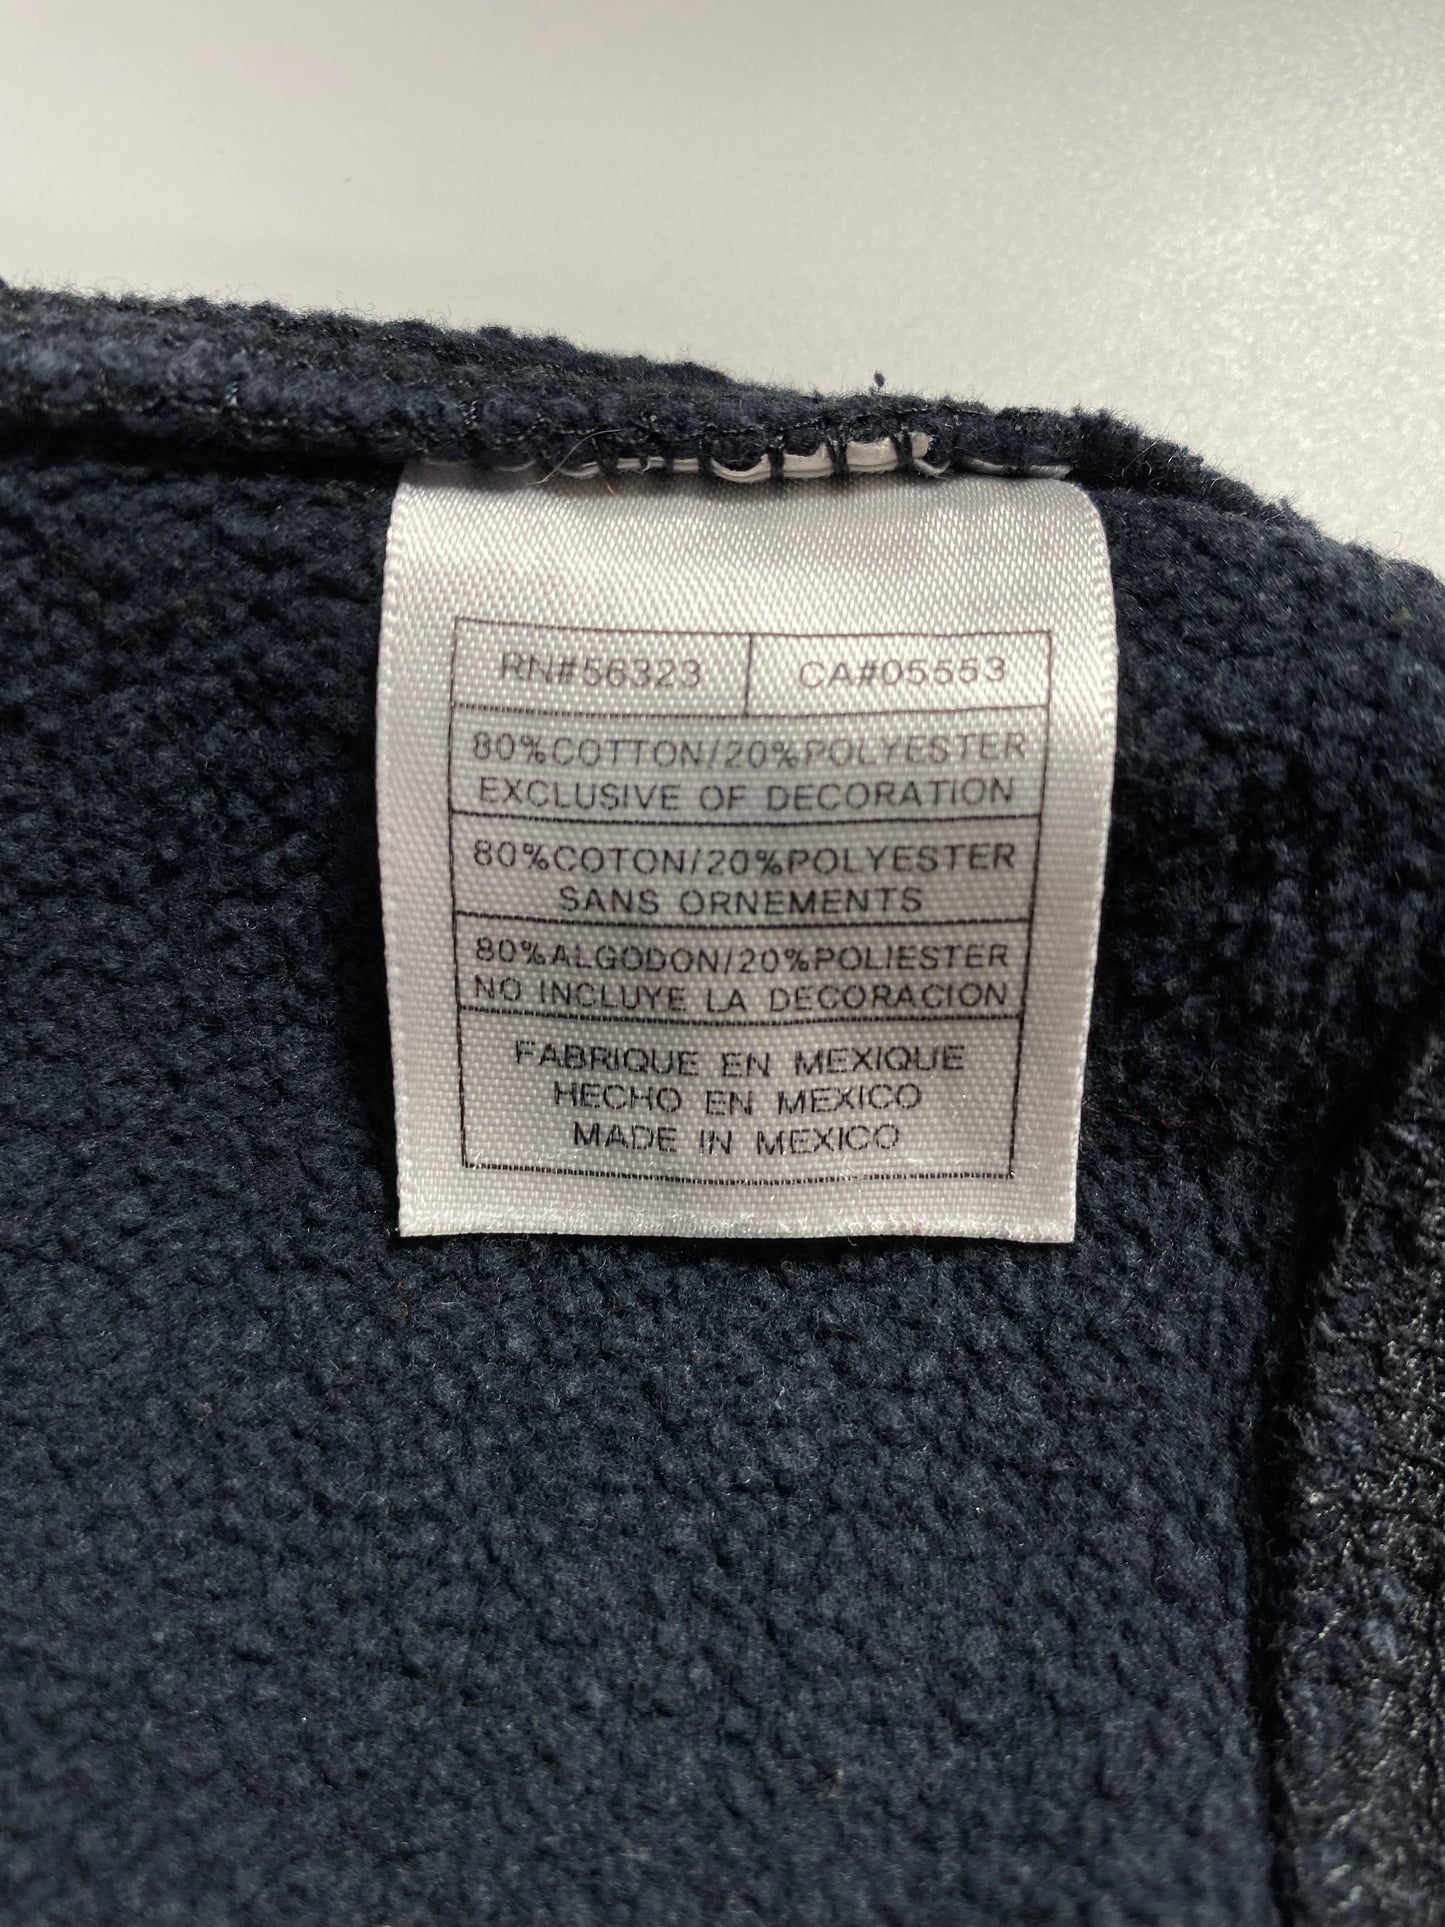 RN#56323 CA#05553
80%COTTON/20%POLYESTER
EXCLUSIVE OF DECORATION
80%COTON/20%POLYESTER
SANS ORNEMENTS
80%ALGODON/20%POLIESTER
NO INCLUYE LA DECORACION
FABRIQUE EN MEXIQUE
HECHO EN MEXICO
MADE IN MEXICO